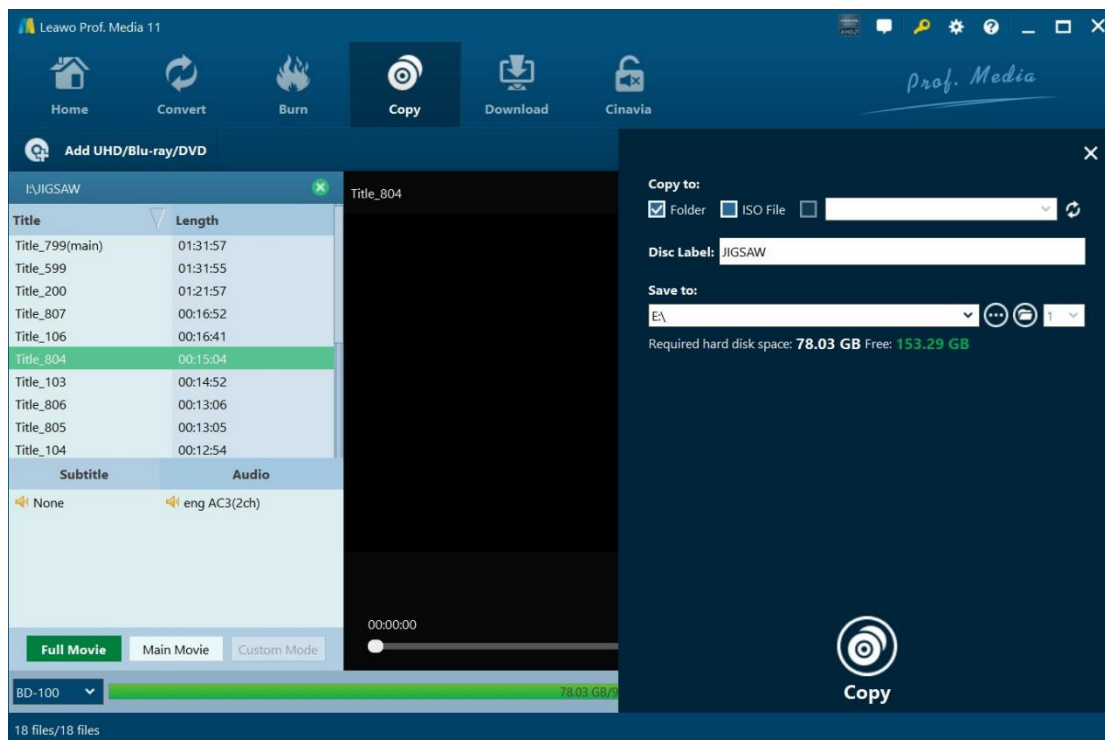 Leawo Prof. Media 11
Home Convert Burn Copy Download Cinavia
Prof. Media
Add UHD/Blu-ray/DVD
I:\JIGSAW
Title Length
Title_799(main) 01:31:57
Title_599 01:31:55
Title_200 01:21:57
Title_807 00:16:52
Title_106 00:16:41
Title_804 00:15:04
Title_103 00:14:52
Title_806 00:13:06
Title_805 00:13:05
Title_104 00:12:54
Subtitle Audio
None eng AC3(2ch)
Full Movie Main Movie Custom Mode
BD-100
78.03 GB/9
18 files/18 files
Title_804
00:00:00
Copy to:
Folder ISO File
Disc Label: JIGSAW
Save to:
E:\ 1
Required hard disk space: 78.03 GB Free: 153.29 GB
Copy